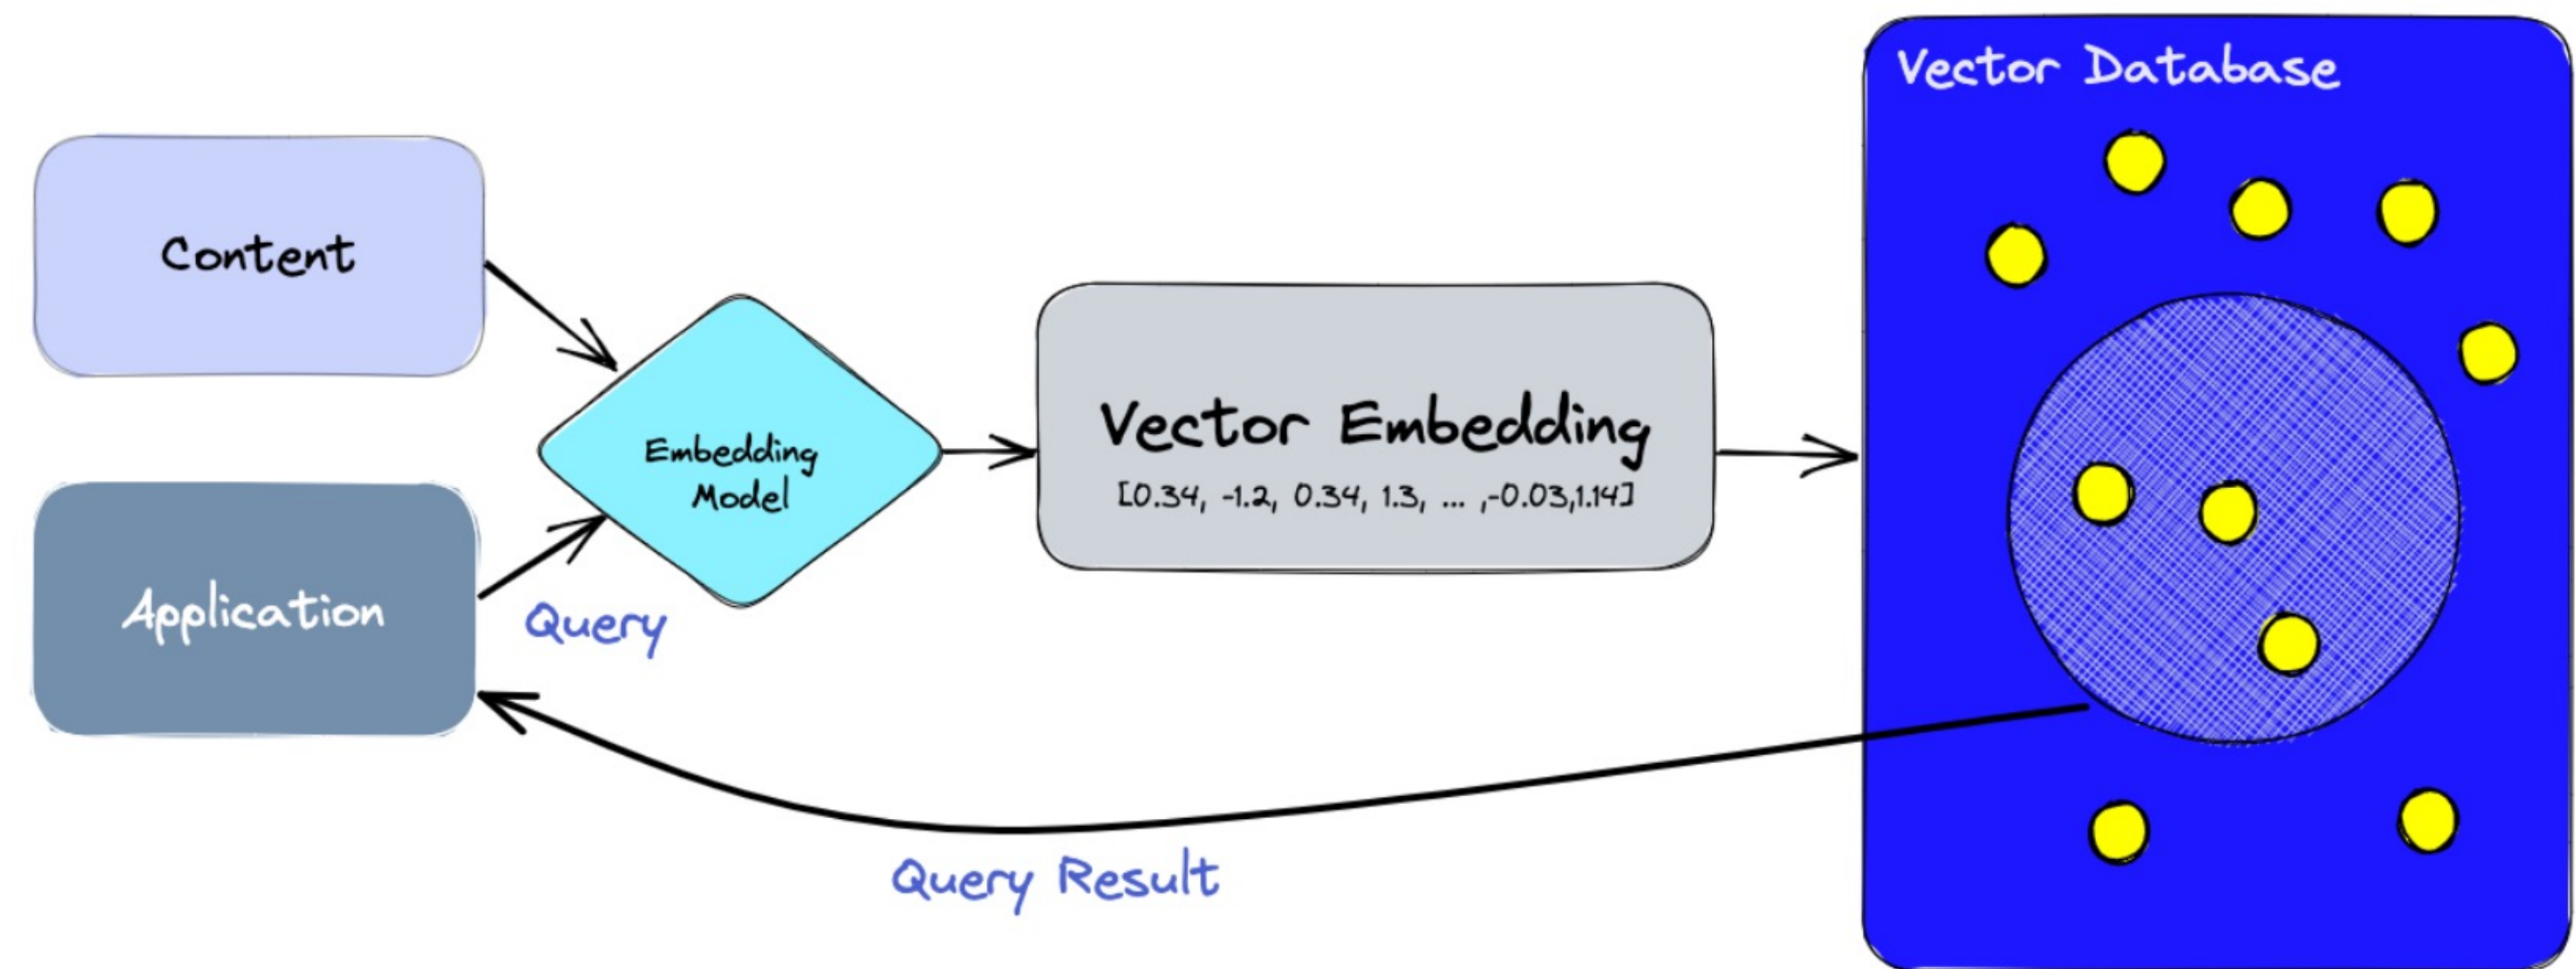 Vector Database
Content
Embedding
Model
Vector Embedding
[0.34, -1.2, 0.34, 1.3, ... ,-0.03,1.14]
Application
Query
Query Result